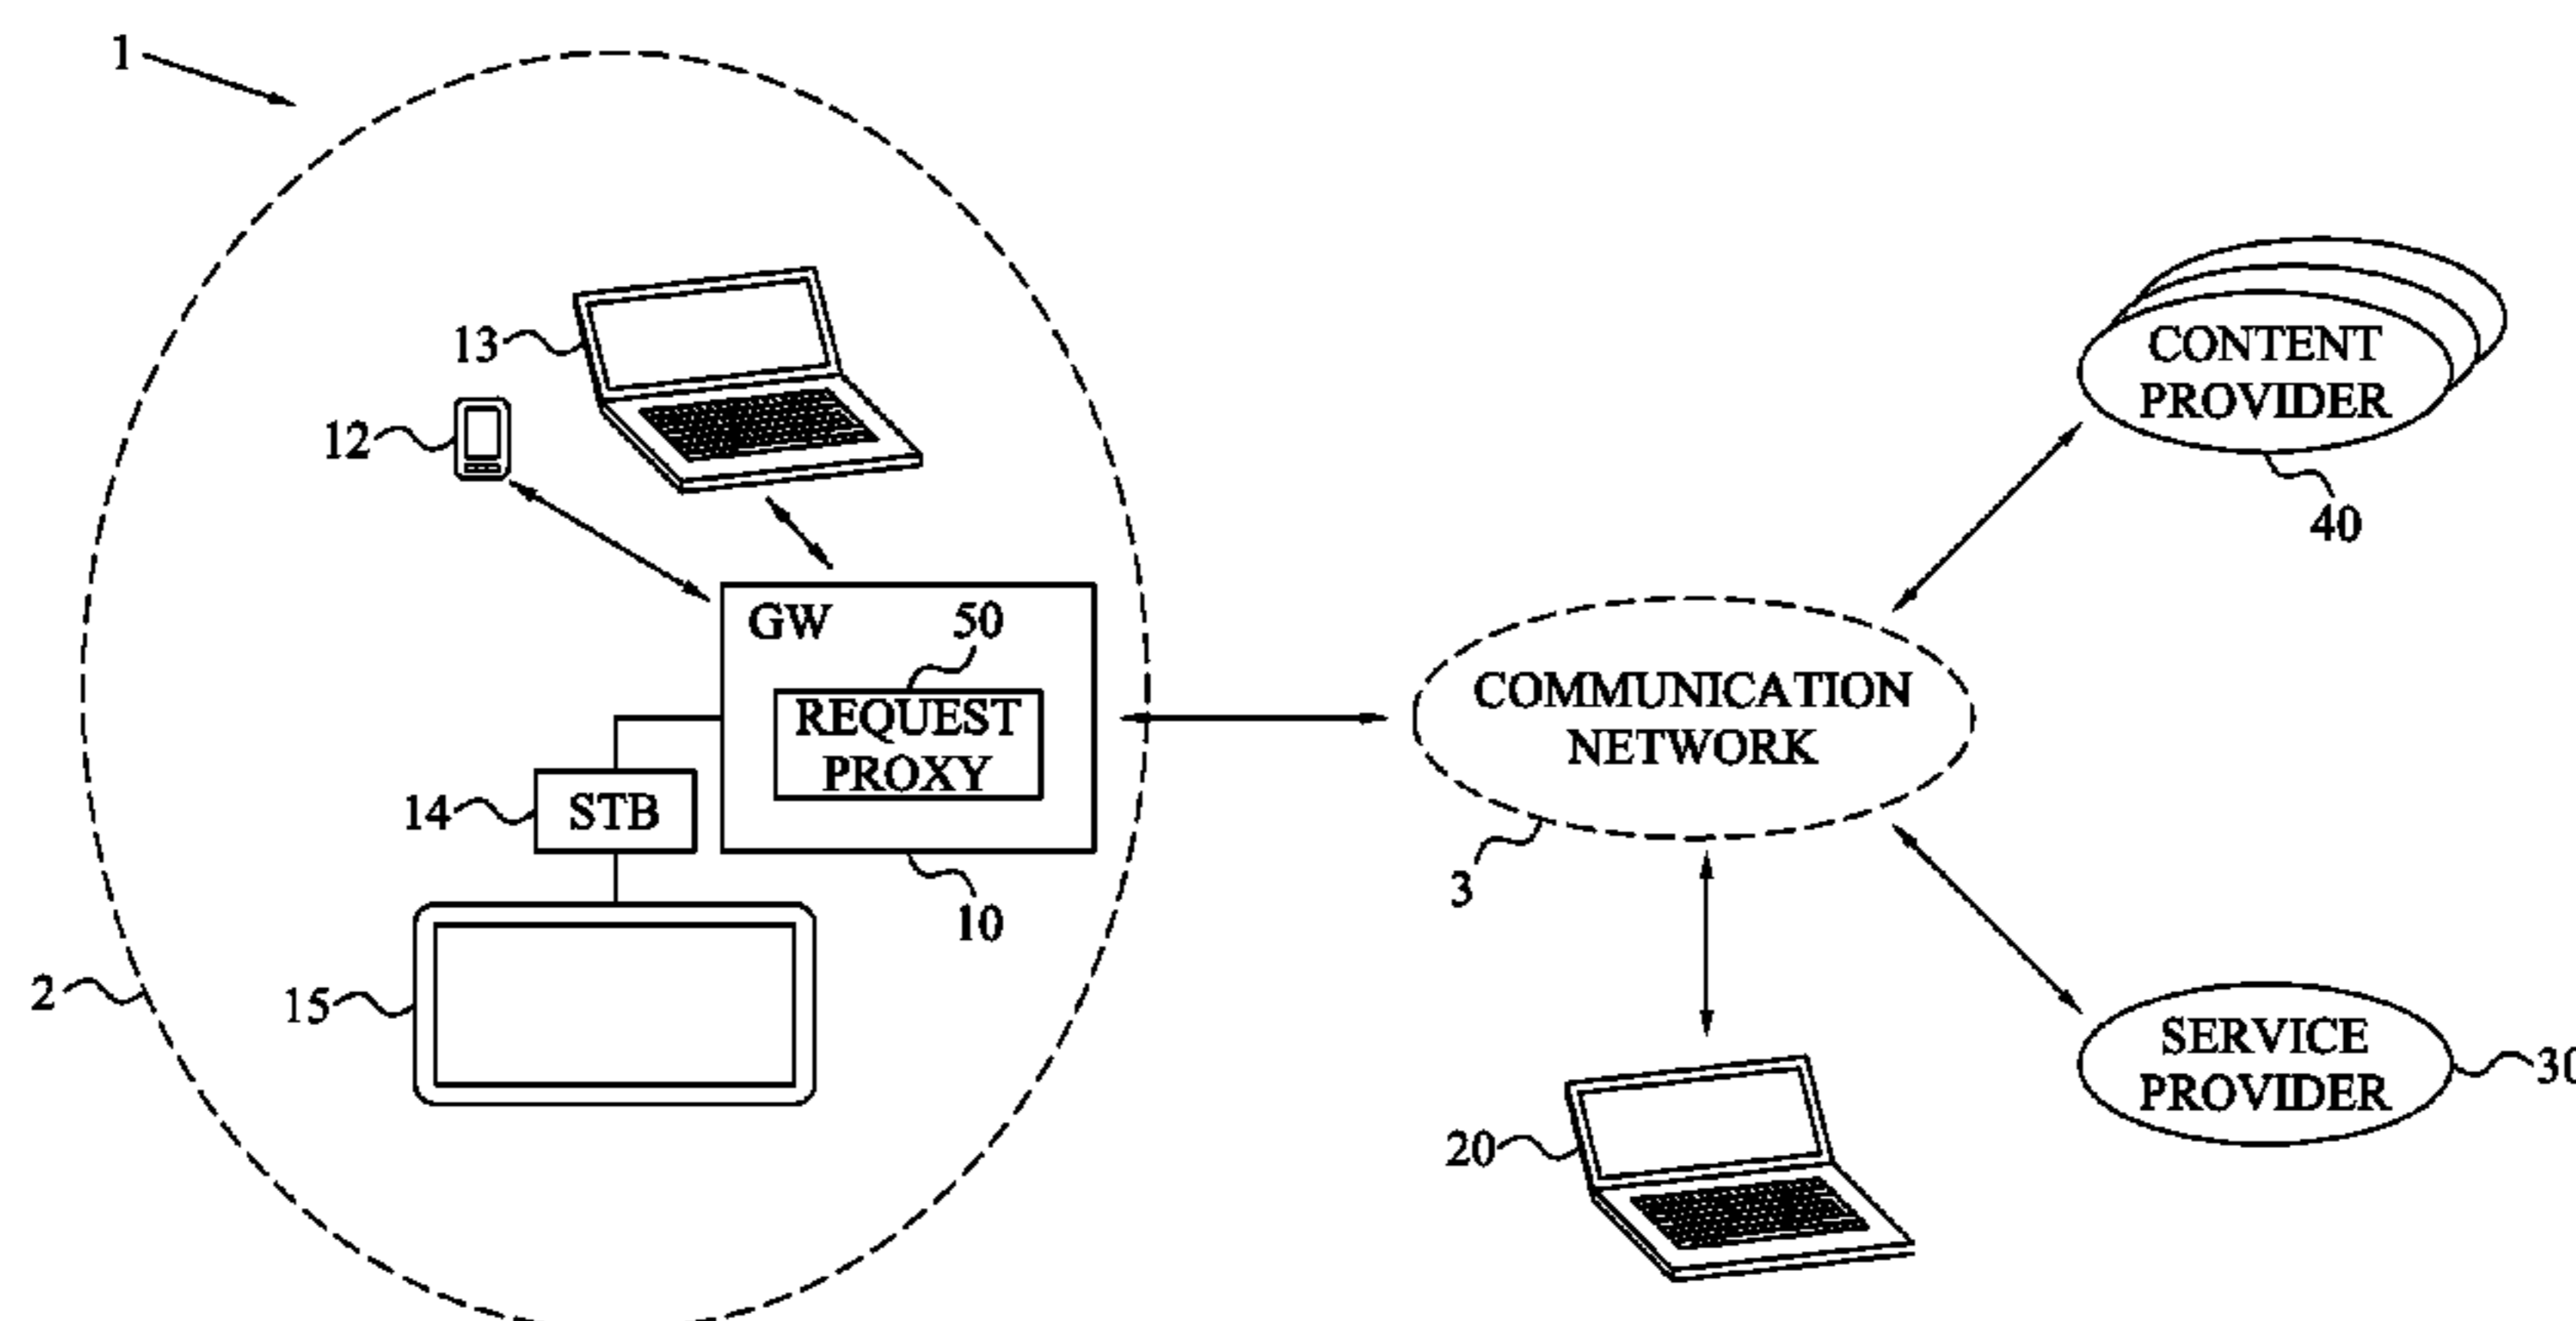 1
13
12
GW
50
REQUEST
PROXY
14
STB
10
2
15
COMMUNICATION
NETWORK
3
20
CONTENT
PROVIDER
40
SERVICE
PROVIDER
30